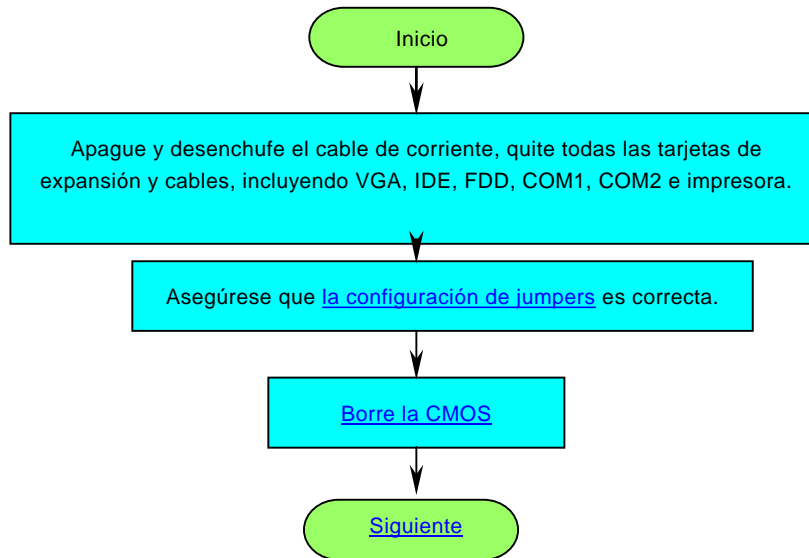 Inicio
Apague y desenchufe el cable de corriente, quite todas las tarjetas de
expansión y cables, incluyendo VGA, IDE, FDD, COM1, COM2 e impresora.
Asegúrese que la configuración de jumpers es correcta.
Borre la CMOS
Siguiente